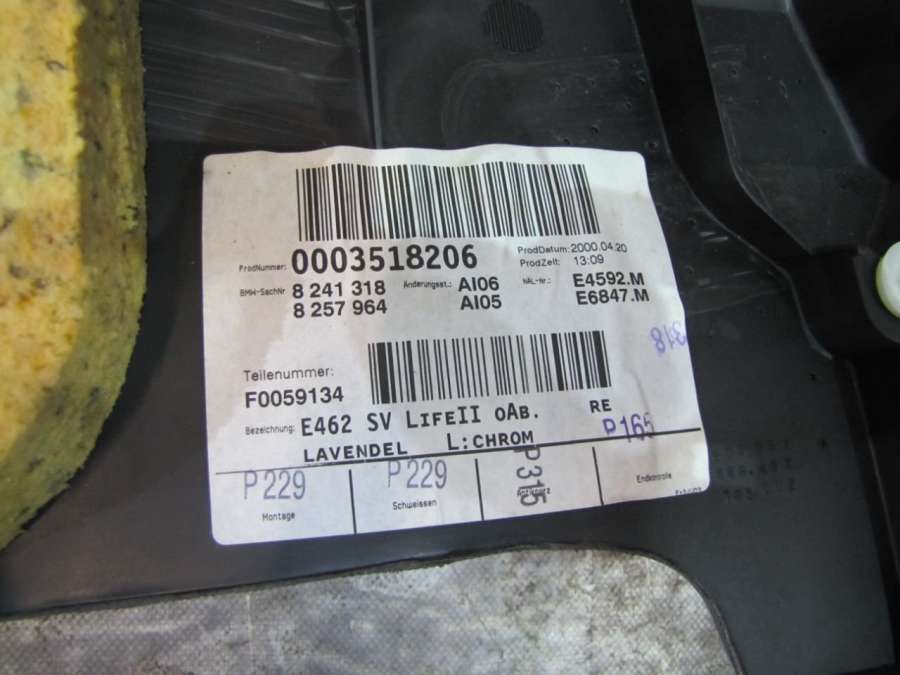 ProdNummer: 0003518206 ProdDatum: 2000.04.20
ProdZeit: 13:09
BMW-SachNr 8 241 318 Änderungsst.: AI06 NAL-Nr.: E4592.M
8 257 964 AI05 E6847.M
318
Teilenummer:
F0059134
Bezeichnung: E462 SV LIFEII OAB. RE
LAVENDEL L:CHROM P165
P229 P229 P315
Montage Schweissen Endkontrolle